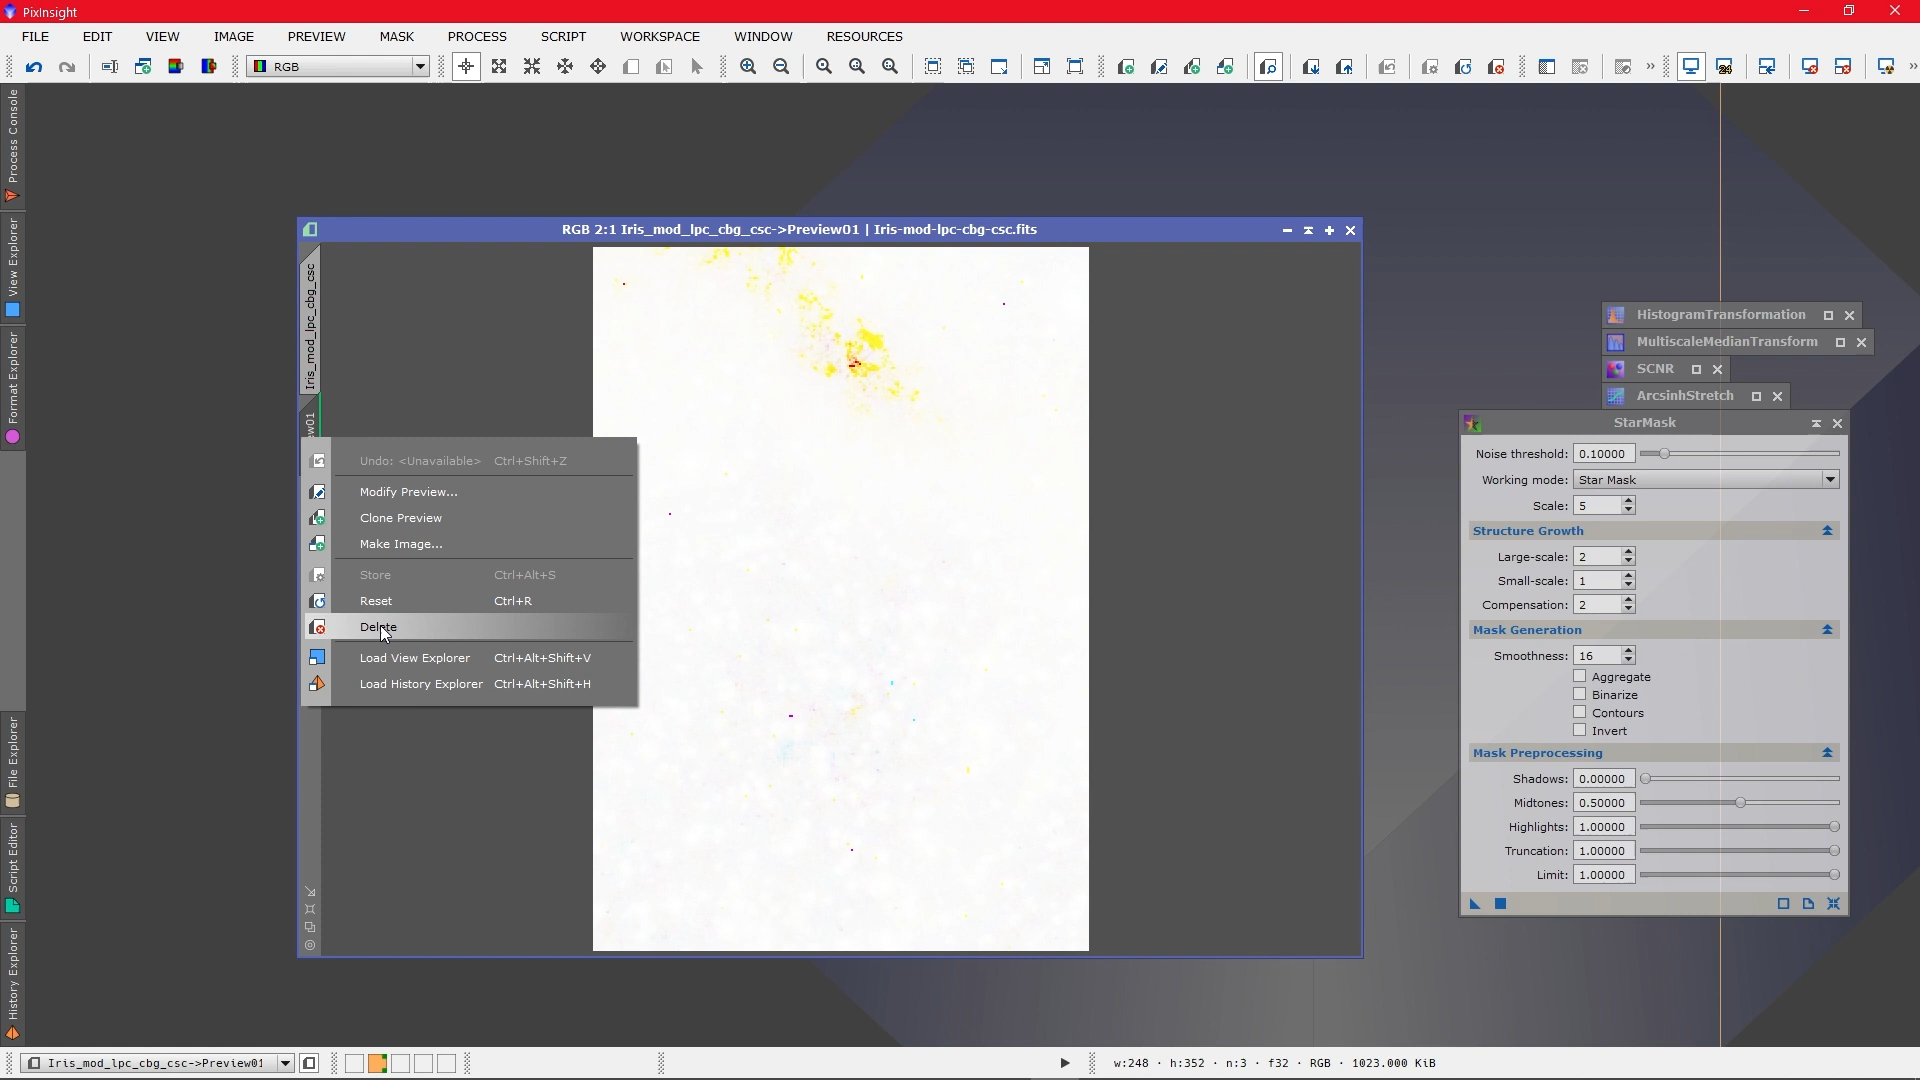 PixInsight
FILE EDIT VIEW IMAGE PREVIEW MASK PROCESS SCRIPT WORKSPACE WINDOW RESOURCES
RGB
24
Process Console
View Explorer
Format Explorer
File Explorer
Script Editor
History Explorer
RGB 2:1 Iris_mod_lpc_cbg_csc->Preview01 | Iris-mod-lpc-cbg-csc.fits
Iris_mod_lpc_cbg_csc
Undo: <Unavailable> Ctrl+Shift+Z
Modify Preview...
Clone Preview
Make Image...
Store Ctrl+Alt+S
Reset Ctrl+R
Delete
Load View Explorer Ctrl+Alt+Shift+V
Load History Explorer Ctrl+Alt+Shift+H
HistogramTransformation
MultiscaleMedianTransform
SCNR
ArcsinhStretch
StarMask
Noise threshold: 0.10000
Working mode: Star Mask
Scale: 5
Structure Growth
Large-scale: 2
Small-scale: 1
Compensation: 2
Mask Generation
Smoothness: 16
Aggregate
Binarize
Contours
Invert
Mask Preprocessing
Shadows: 0.00000
Midtones: 0.50000
Highlights: 1.00000
Truncation: 1.00000
Limit: 1.00000
Iris_mod_lpc_cbg_csc->Preview01
w:248 · h:352 · n:3 · f32 · RGB · 1023.000 KiB